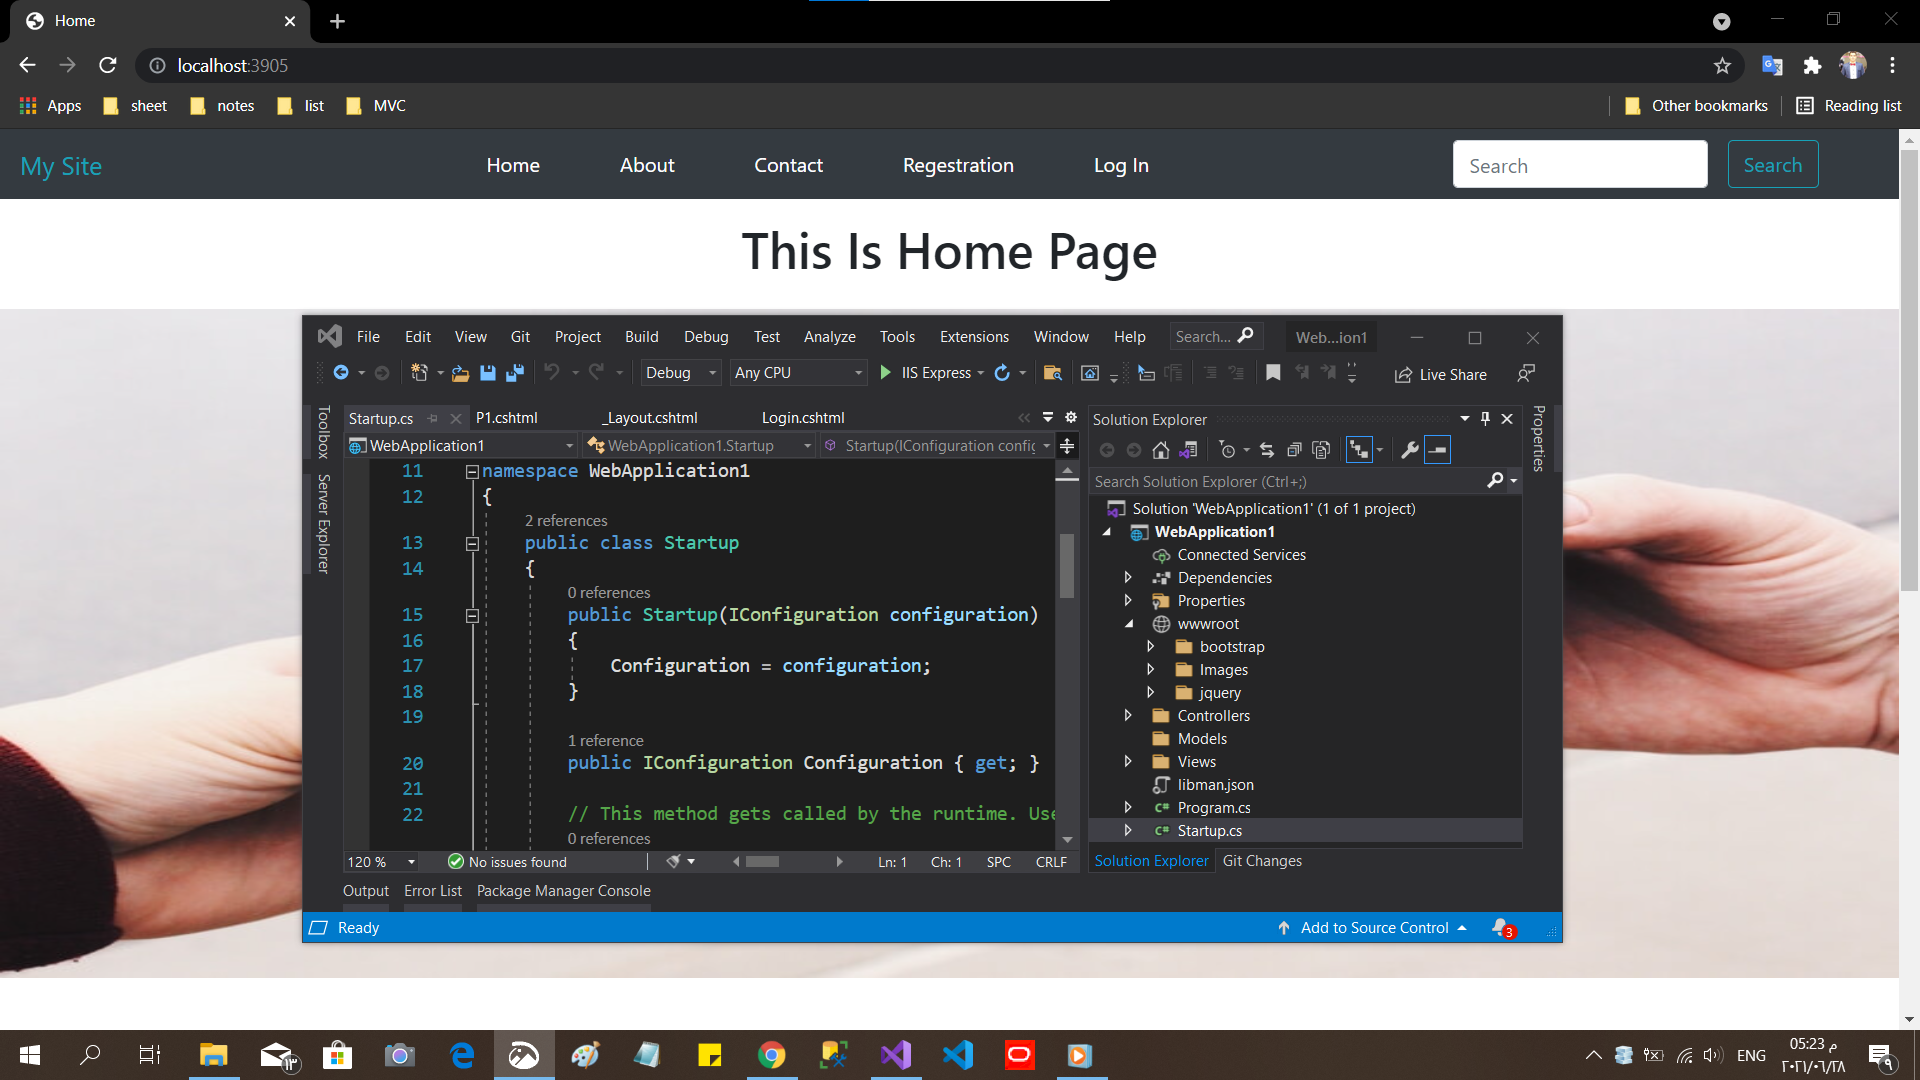 Home
localhost:3905
Apps sheet notes list MVC Other bookmarks Reading list
My Site Home About Contact Regestration Log In Search Search
This Is Home Page
File Edit View Git Project Build Debug Test Analyze Tools Extensions Window Help Search... Web...ion1
Debug Any CPU IIS Express Live Share
Toolbox
Server Explorer
Startup.cs P1.cshtml _Layout.cshtml Login.cshtml
WebApplication1 WebApplication1.Startup Startup(IConfiguration config
11 namespace WebApplication1
12 {
2 references
13 public class Startup
14 {
0 references
15 public Startup(IConfiguration configuration)
16 {
17 Configuration = configuration;
18 }
19
1 reference
20 public IConfiguration Configuration { get; }
21
22 // This method gets called by the runtime. Use
0 references
120 % No issues found Ln: 1 Ch: 1 SPC CRLF
Solution Explorer
Search Solution Explorer (Ctrl+;)
Solution 'WebApplication1' (1 of 1 project)
WebApplication1
Connected Services
Dependencies
Properties
wwwroot
bootstrap
Images
jquery
Controllers
Models
Views
libman.json
C# Program.cs
C# Startup.cs
Solution Explorer Git Changes
Properties
Output Error List Package Manager Console
Ready Add to Source Control 3
١٣ ENG 05:23 م
٢٠٢١/٠٦/٢٨ ٩